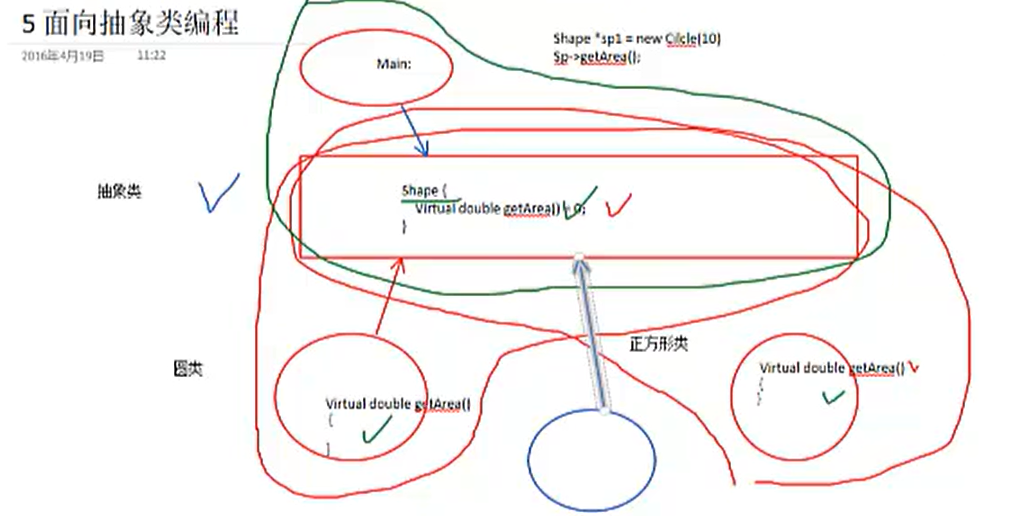 5 面向抽象类编程
2016年4月19日 11:22
Shape *sp1 = new Cilcle(10)
Sp->getArea();
Main:
抽象类
Shape {
Virtual double getArea() = 0;
}
圆类
正方形类
Virtual double getArea()
{
}
Virtual double getArea()
{
}